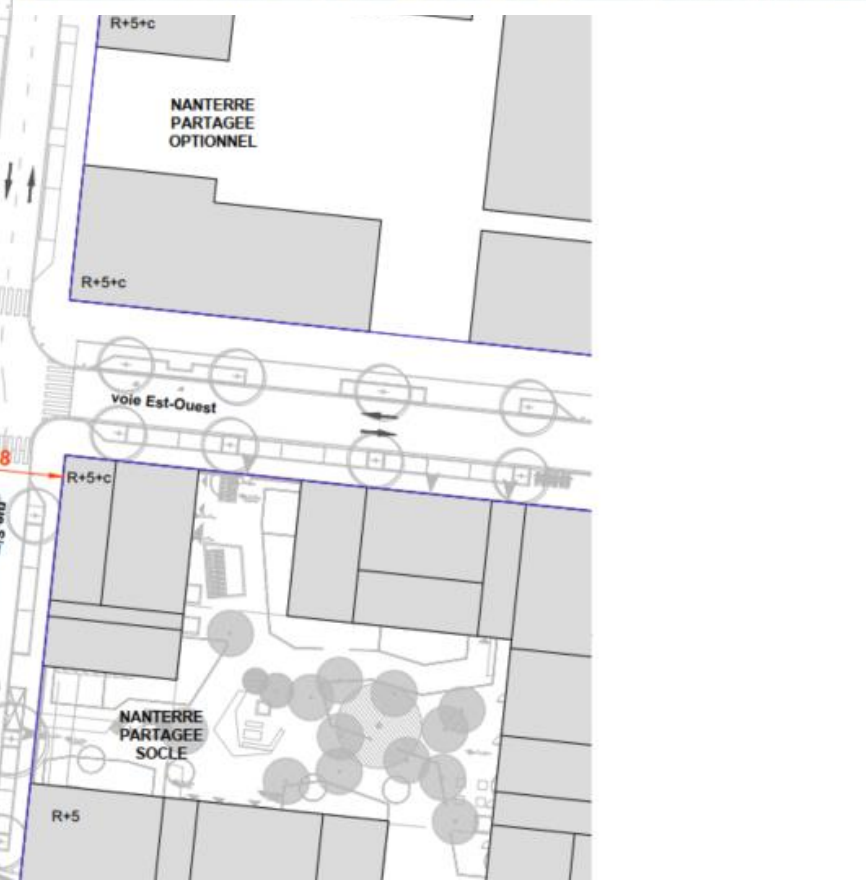 R+5+c
NANTERRE
PARTAGEE
OPTIONNEL
R+5+c
voie Est-Ouest
8
R+5+c
NANTERRE
PARTAGEE
SOCLE
R+5